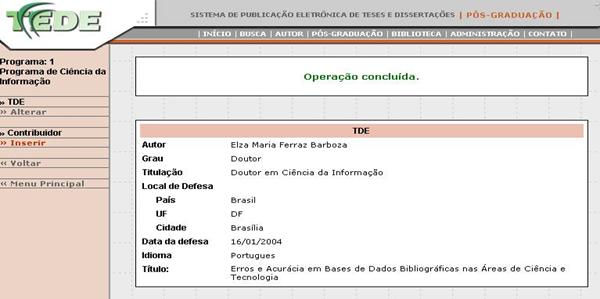 TEDE
SISTEMA DE PUBLICAÇÃO ELETRÔNICA DE TESES E DISSERTAÇÕES | PÓS-GRADUAÇÃO |
| INÍCIO | BUSCA | AUTOR | PÓS-GRADUAÇÃO | BIBLIOTECA | ADMINISTRAÇÃO | CONTATO |
Programa: 1
Programa de Ciência da
Informação
» TDE
» Alterar
» Contribuidor
» Inserir
« Voltar
« Menu Principal
Operação concluída.
TDE
Autor Elza Maria Ferraz Barboza
Grau Doutor
Titulação Doutor em Ciência da Informação
Local de Defesa
País Brasil
UF DF
Cidade Brasília
Data da defesa 16/01/2004
Idioma Portugues
Título: Erros e Acurácia em Bases de Dados Bibliográficas nas Áreas de Ciência e
Tecnologia